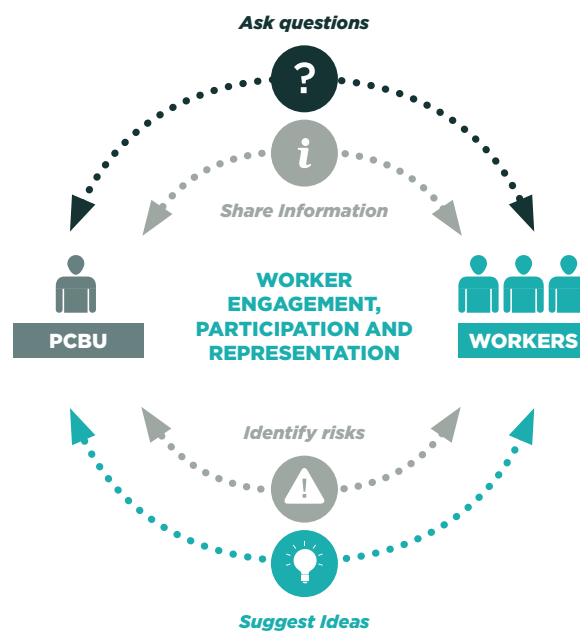 Ask questions
?
i
Share Information
WORKER
ENGAGEMENT,
PARTICIPATION AND
REPRESENTATION
PCBU
WORKERS
Identify risks
!
Suggest Ideas